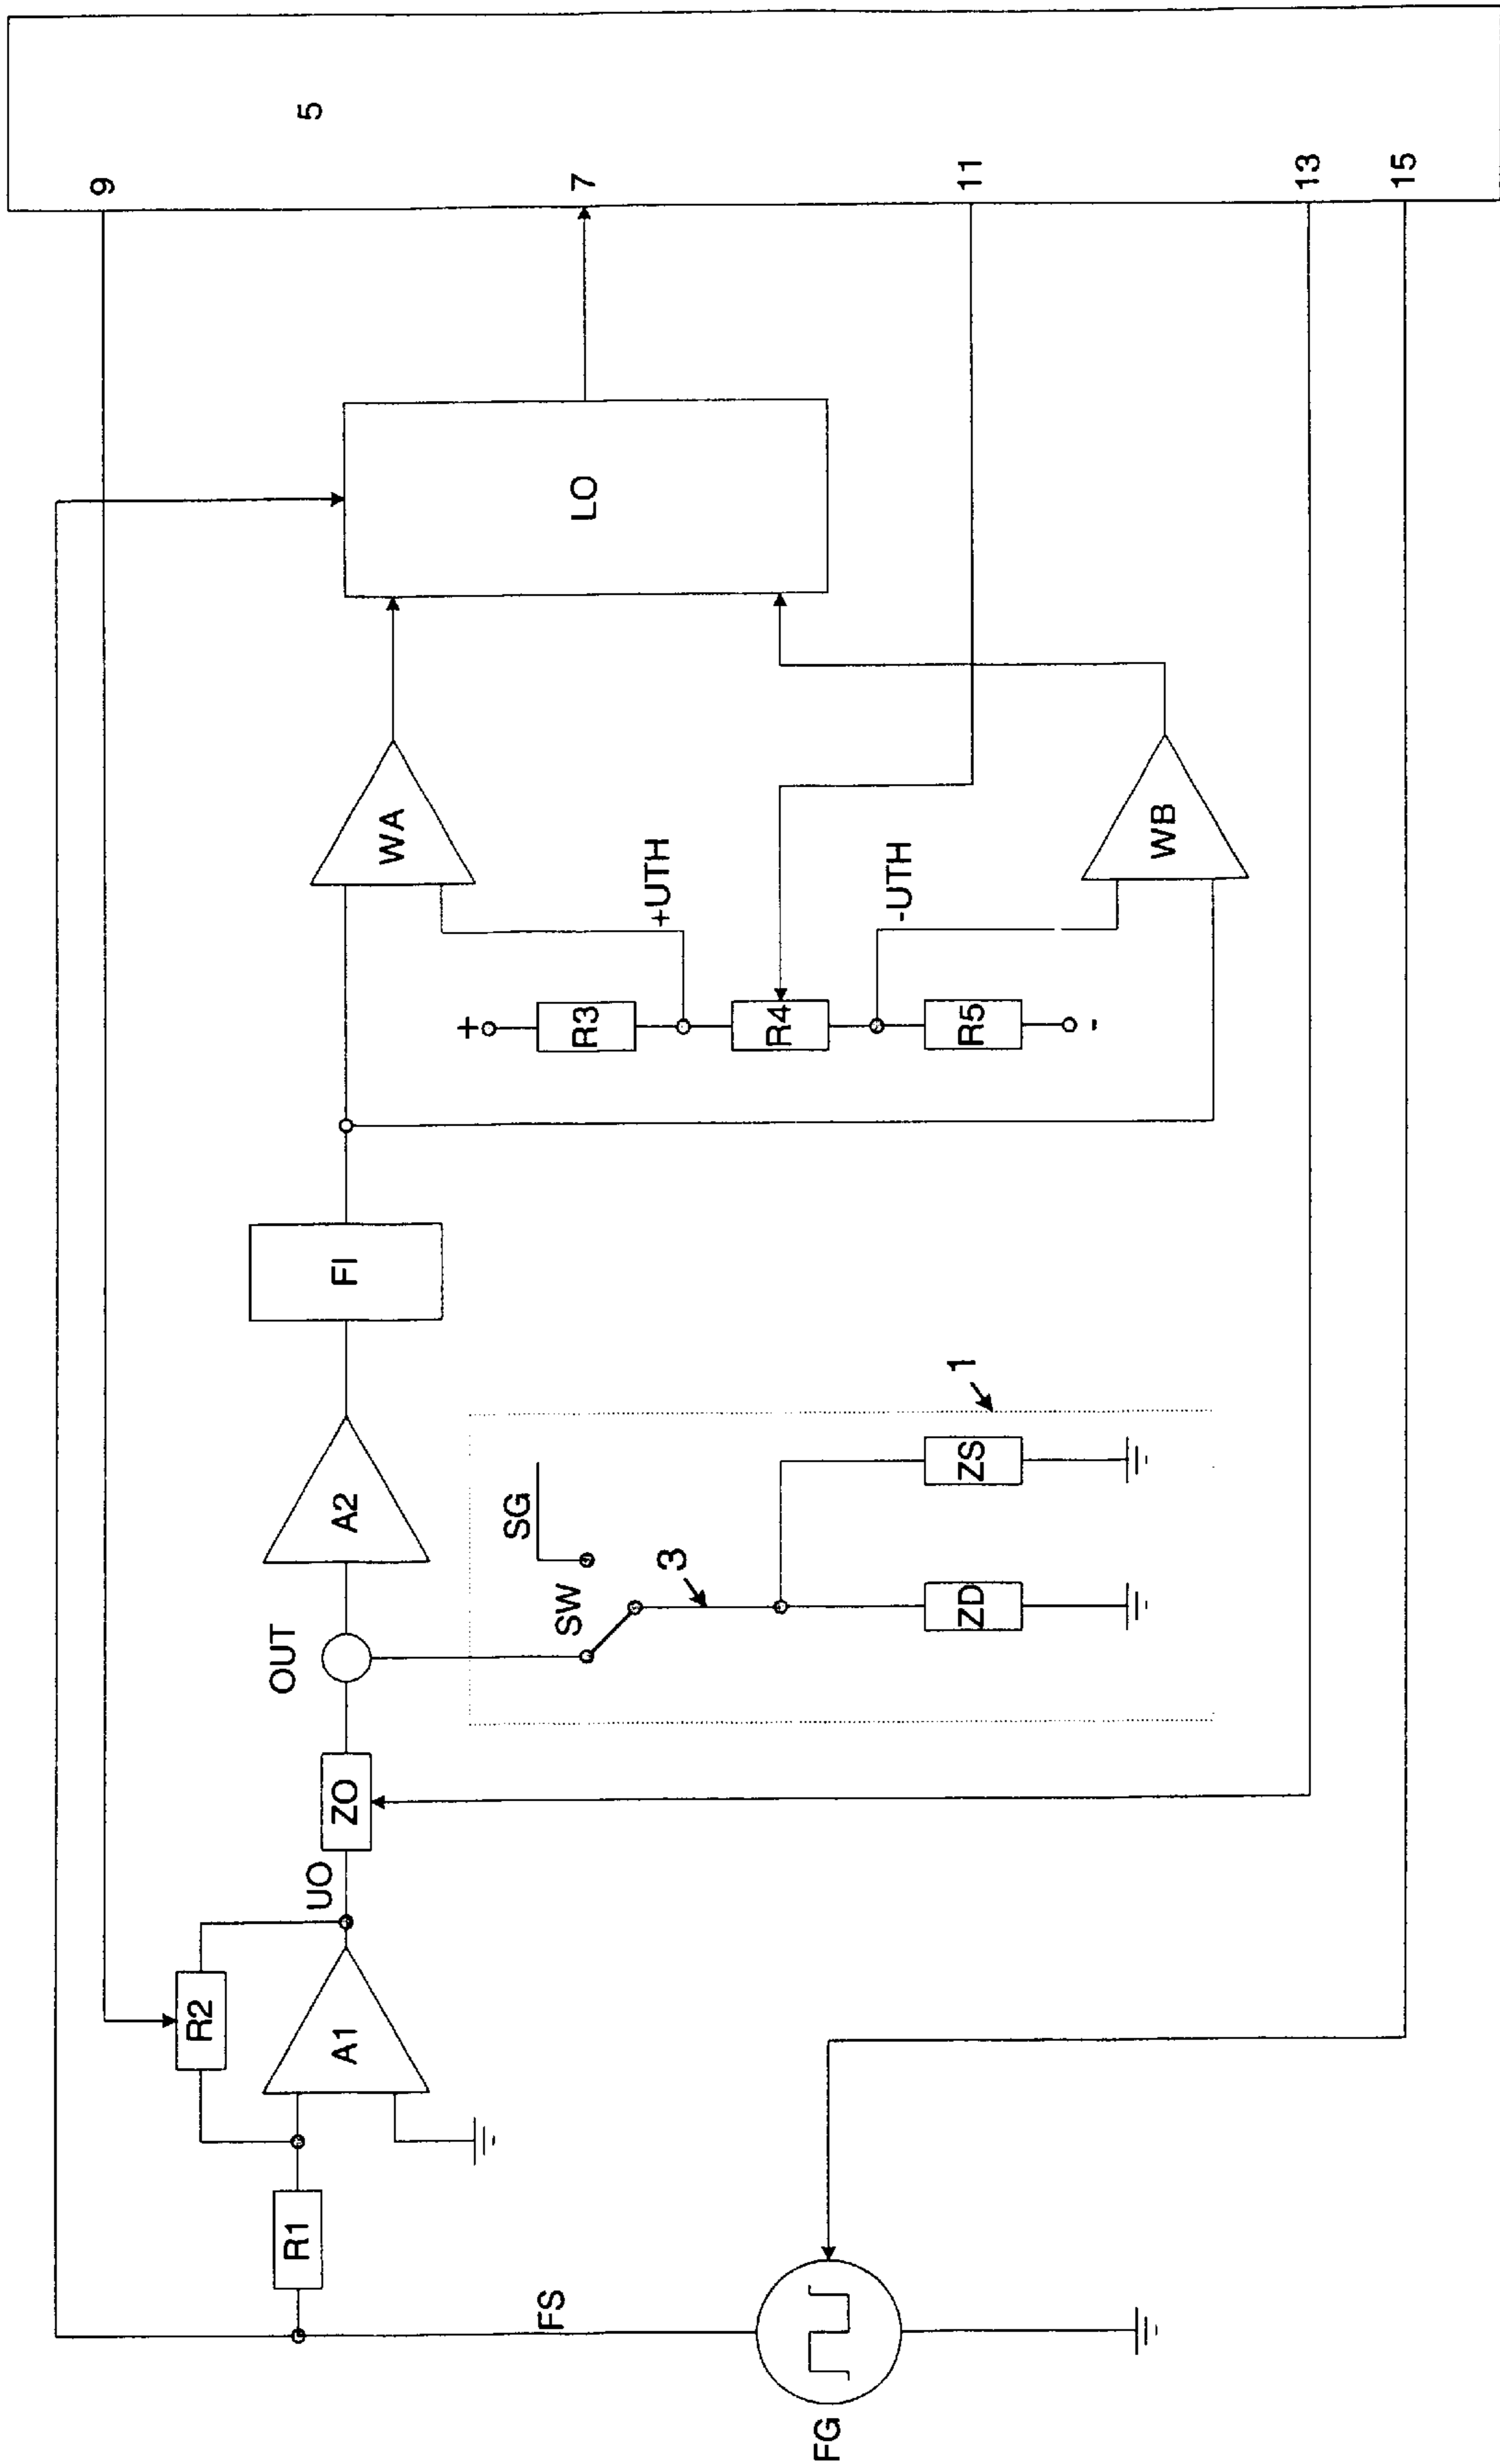 5
9
7
11
13
15
LO
WA
WB
+UTH
-UTH
+
R3
R4
R5
-
FI
A2
OUT
SG
SW
3
1
ZS
ZD
ZO
UO
R2
A1
R1
FS
FG